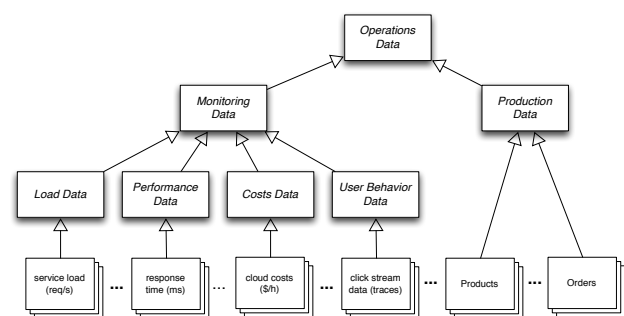 Operations
Data
Monitoring
Data
Production
Data
Load Data
Performance
Data
Costs Data
User Behavior
Data
service load
(req/s)
...
response
time (ms)
...
cloud costs
($/h)
...
click stream
data (traces)
...
Products
...
Orders